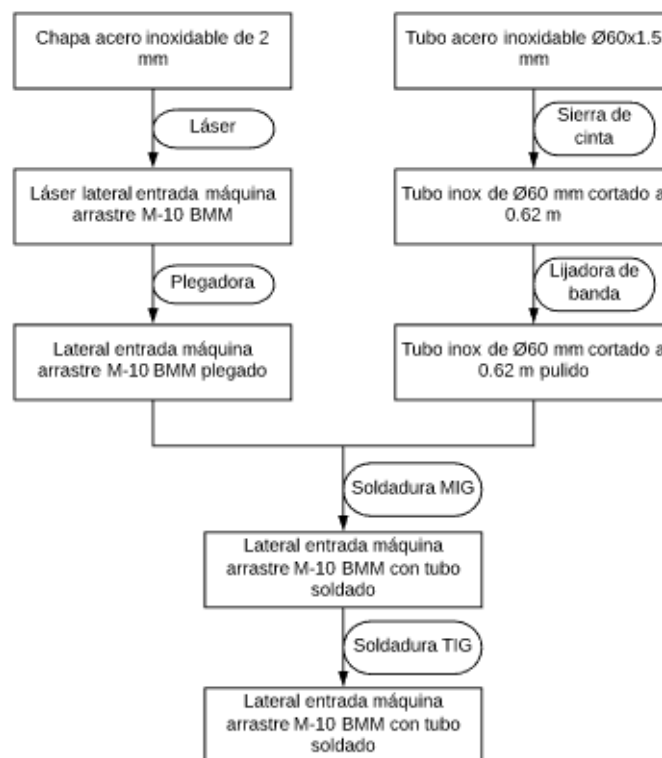 Chapa acero inoxidable de 2
mm
Tubo acero inoxidable Ø60x1.5
mm
Láser
Sierra de
cinta
Láser lateral entrada máquina
arrastre M-10 BMM
Tubo inox de Ø60 mm cortado a
0.62 m
Plegadora
Lijadora de
banda
Lateral entrada máquina
arrastre M-10 BMM plegado
Tubo inox de Ø60 mm cortado a
0.62 m pulido
Soldadura MIG
Lateral entrada máquina
arrastre M-10 BMM con tubo
soldado
Soldadura TIG
Lateral entrada máquina
arrastre M-10 BMM con tubo
soldado